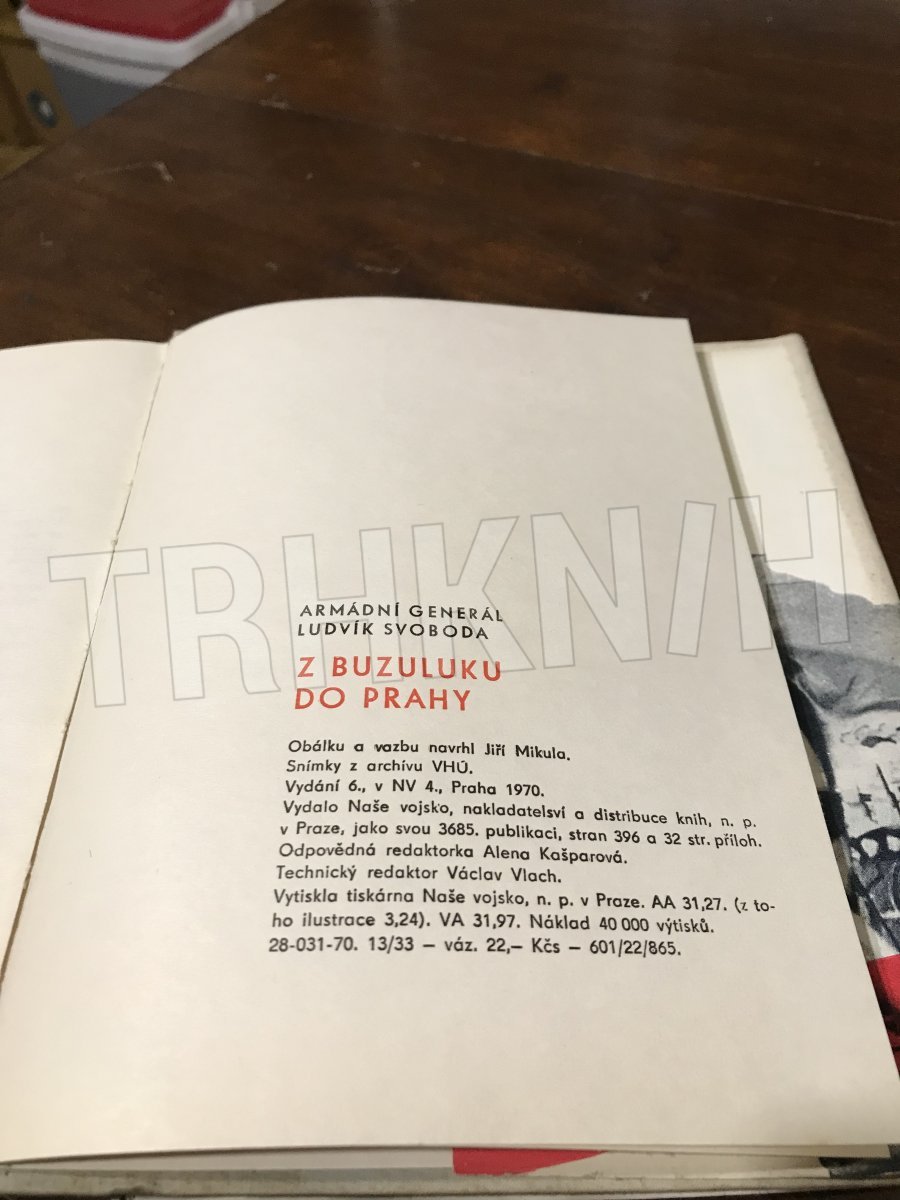 TRHKNIH
ARMÁDNÍ GENERÁL
LUDVÍK SVOBODA
Z BUZULUKU
DO PRAHY
Obálku a vazbu navrhl Jiří Mikula.
Snímky z archívu VHÚ.
Vydání 6., v NV 4., Praha 1970.
Vydalo Naše vojsko, nakladatelsví a distribuce knih, n. p.
v Praze, jako svou 3685. publikaci, stran 396 a 32 str. příloh.
Odpovědná redaktorka Alena Kašparová.
Technický redaktor Václav Vlach.
Vytiskla tiskárna Naše vojsko, n. p. v Praze. AA 31,27. (z to-
ho ilustrace 3,24). VA 31,97. Náklad 40 000 výtisků.
28-031-70. 13/33 – váz. 22,– Kčs – 601/22/865.